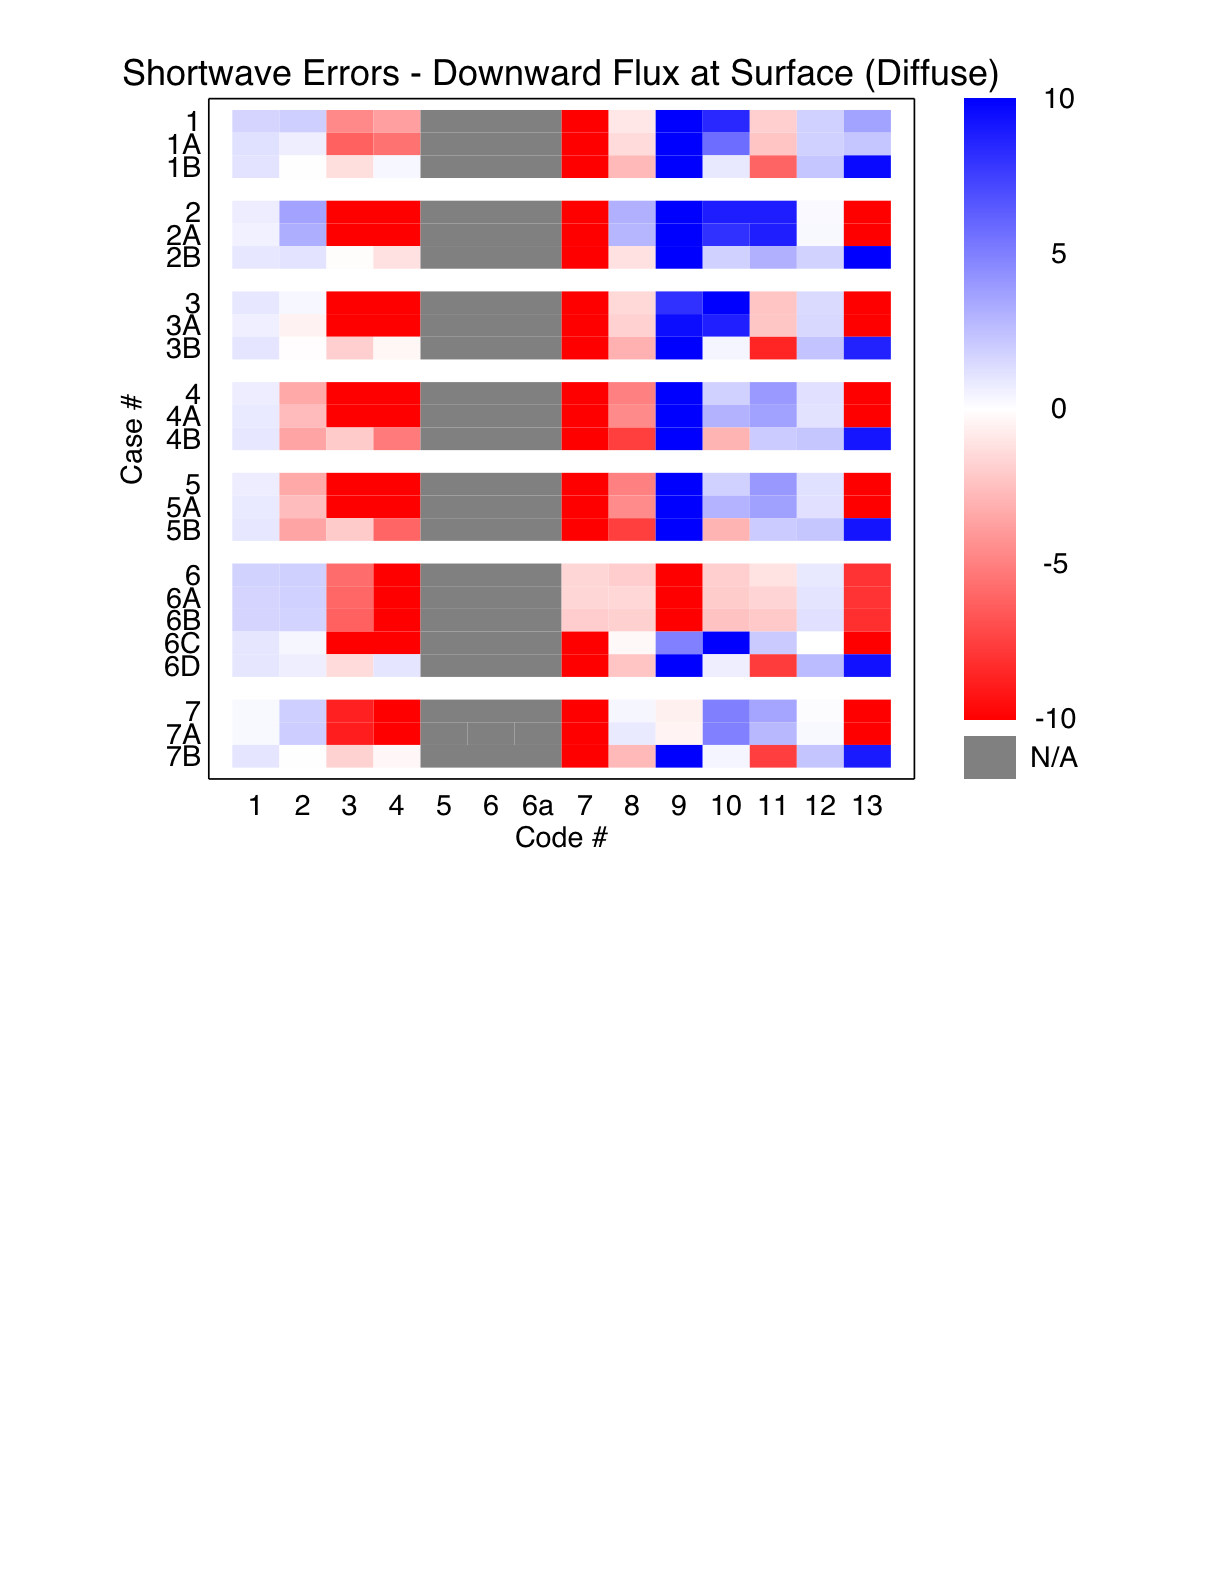 Shortwave Errors - Downward Flux at Surface (Diffuse)
10
5
0
-5
-10
N/A
Case #
1
1A
1B
2
2A
2B
3
3A
3B
4
4A
4B
5
5A
5B
6
6A
6B
6C
6D
7
7A
7B
1 2 3 4 5 6 6a 7 8 9 10 11 12 13
Code #